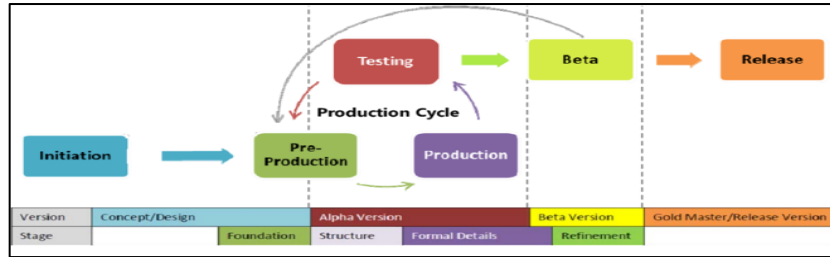 Testing
Beta
Release
Production Cycle
Initiation
Pre-
Production
Production
Version
Concept/Design
Alpha Version
Beta Version
Gold Master/Release Version
Stage
Foundation
Structure
Formal Details
Refinement